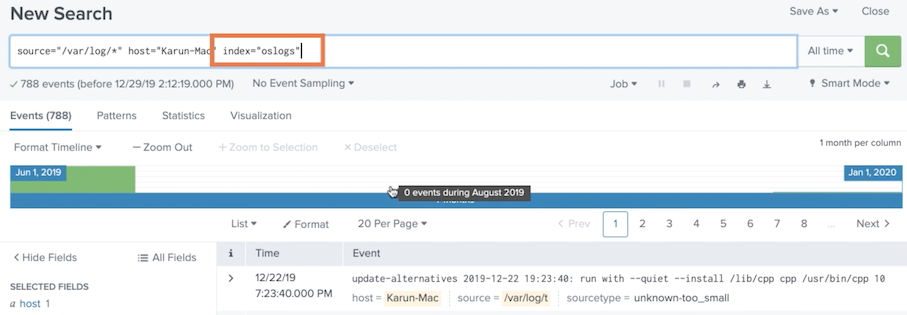 New Search
Save As ▾ Close
source="/var/log/*" host="Karun-Mac" index="oslogs"
All time ▾
✓ 788 events (before 12/29/19 2:12:19.000 PM) No Event Sampling ▾
Job ▾ Smart Mode ▾
Events (788) Patterns Statistics Visualization
Format Timeline ▾ — Zoom Out + Zoom to Selection × Deselect
1 month per column
Jun 1, 2019
Jan 1, 2020
0 events during August 2019
List ▾ Format 20 Per Page ▾
< Prev 1 2 3 4 5 6 7 8 ... Next >
< Hide Fields All Fields
i Time Event
SELECTED FIELDS
a host 1
> 12/22/19
7:23:40.000 PM
update-alternatives 2019-12-22 19:23:40: run with --quiet --install /lib/cpp cpp /usr/bin/cpp 10
host = Karun-Mac source = /var/log/t sourcetype = unknown-too_small